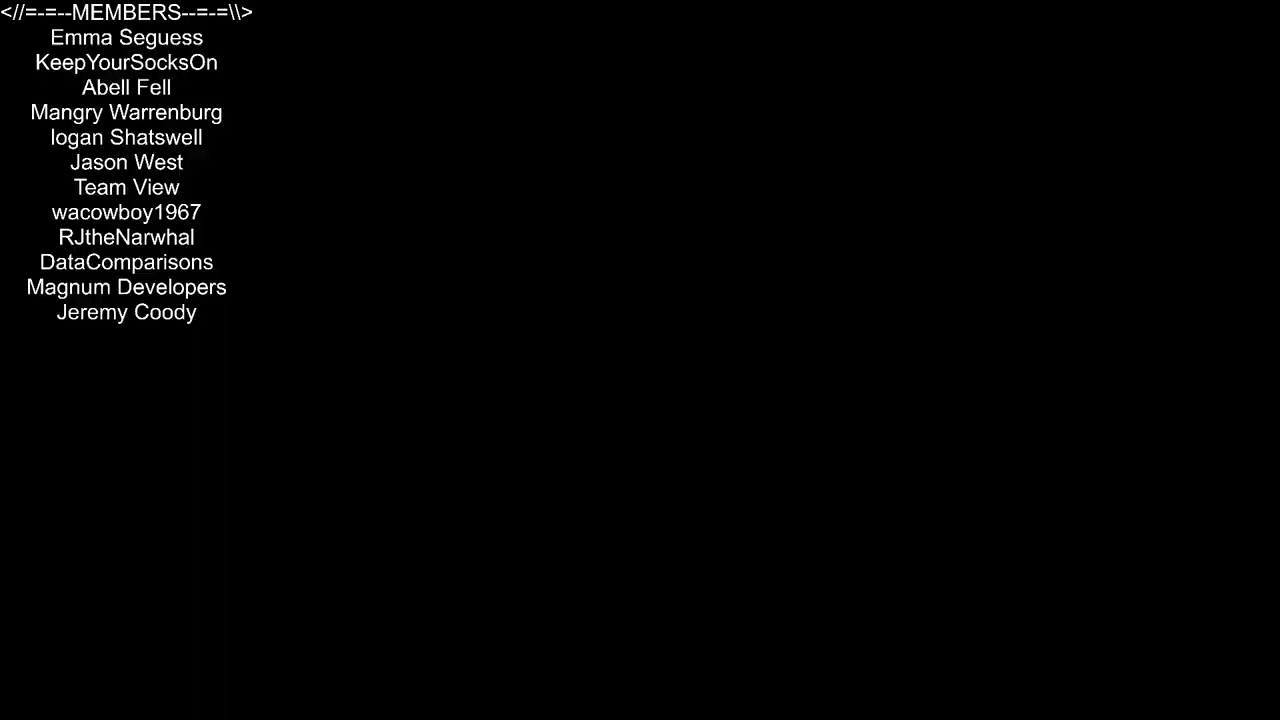 <//=-=--MEMBERS--=-=\\>
Emma Seguess
KeepYourSocksOn
Abell Fell
Mangry Warrenburg
logan Shatswell
Jason West
Team View
wacowboy1967
RJtheNarwhal
DataComparisons
Magnum Developers
Jeremy Coody